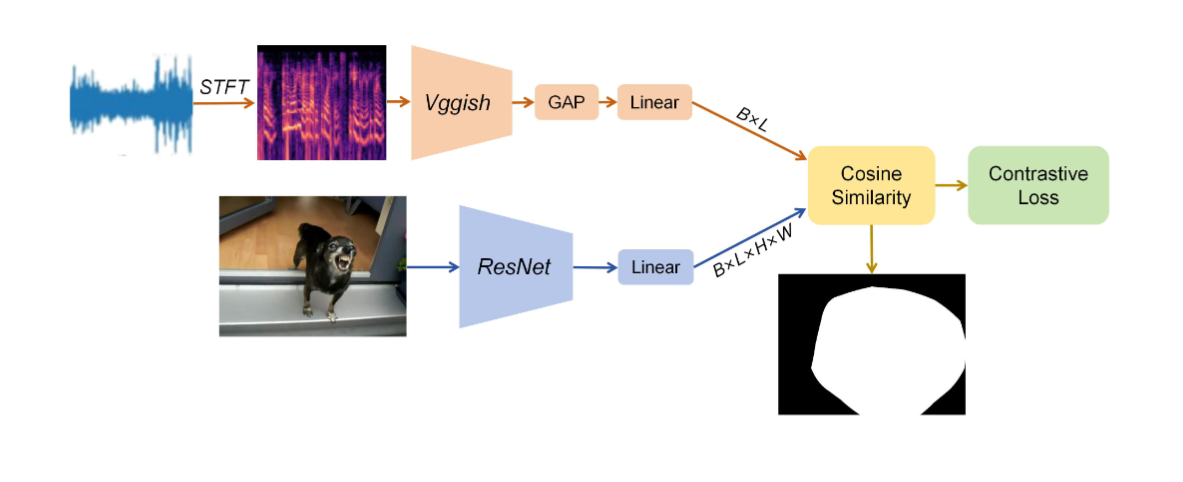 STFT
Vggish
GAP
Linear
B×L
Cosine
Similarity
Contrastive
Loss
ResNet
Linear
B×L×H×W